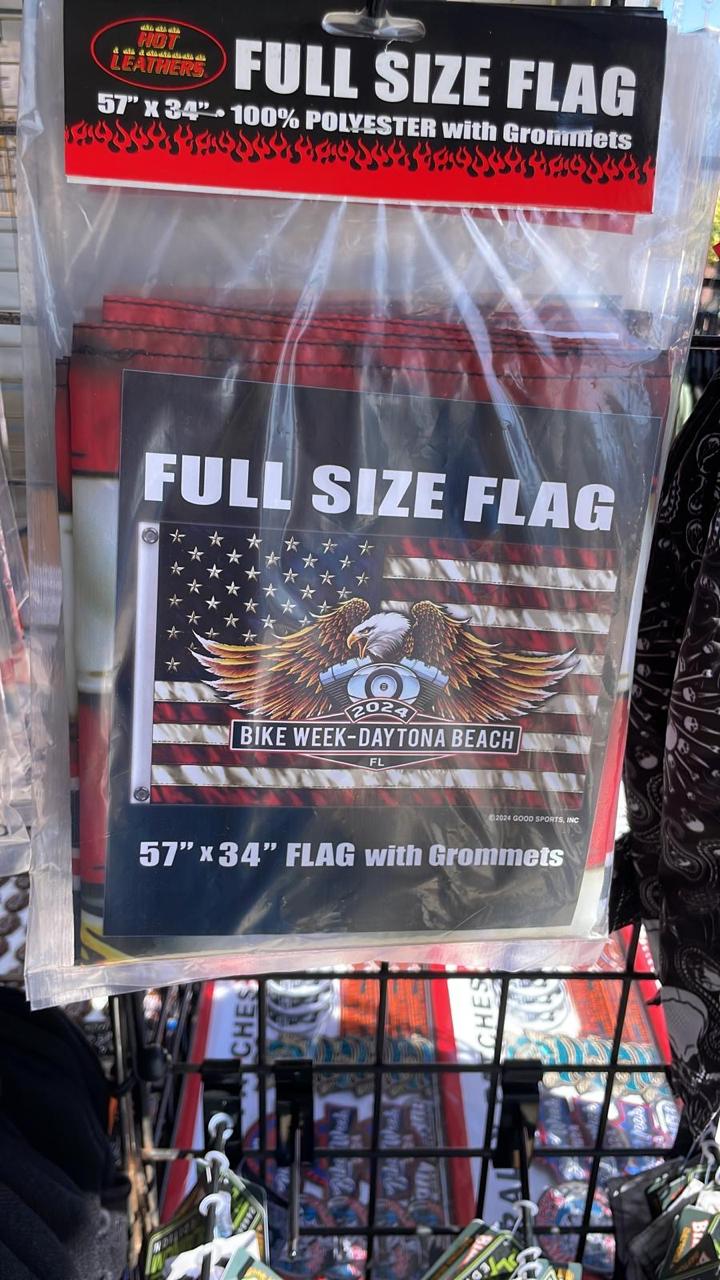 HOT
LEATHERS
FULL SIZE FLAG
57" x 34" • 100% POLYESTER with Grommets
FULL SIZE FLAG
2024
BIKE WEEK-DAYTONA BEACH
FL
©2024 GOOD SPORTS, INC
57" x 34" FLAG with Grommets